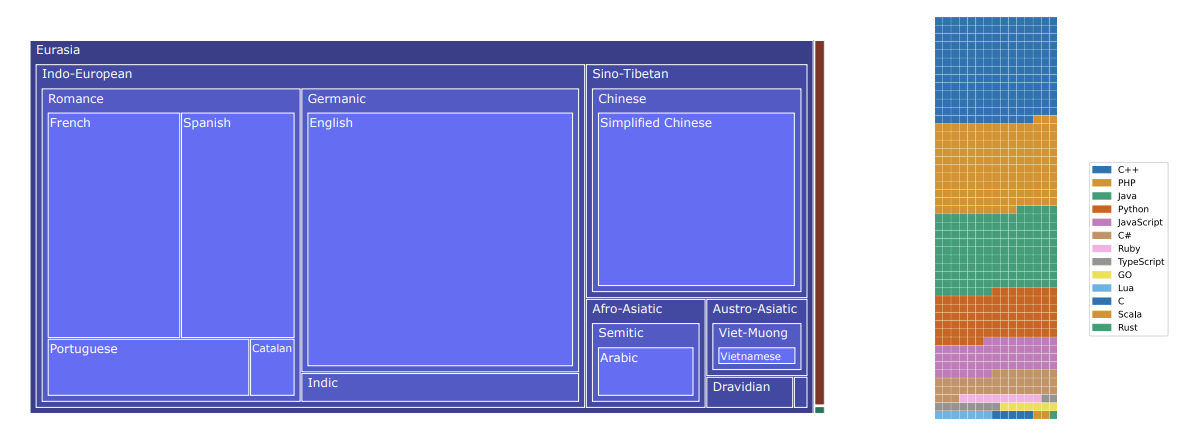 Eurasia
Indo-European
Sino-Tibetan
Romance
Germanic
Chinese
French
Spanish
English
Simplified Chinese
Portuguese
Catalan
Indic
Afro-Asiatic
Austro-Asiatic
Semitic
Viet-Muong
Arabic
Vietnamese
Dravidian
C++
PHP
Java
Python
JavaScript
C#
Ruby
TypeScript
GO
Lua
C
Scala
Rust